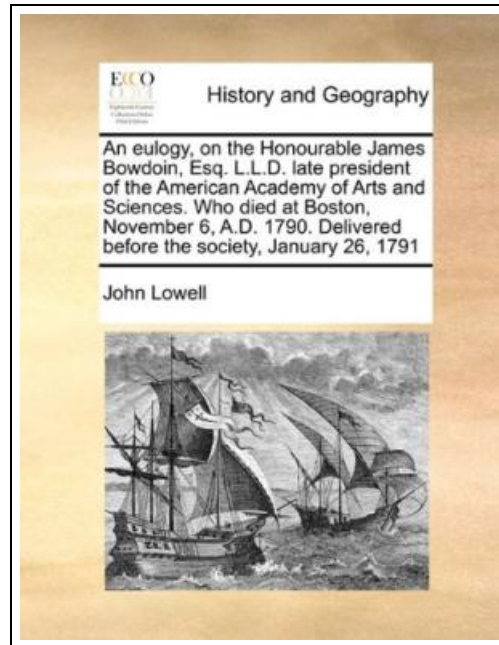 ECCO
History and Geography
An eulogy, on the Honourable James
Bowdoin, Esq. L.L.D. late president
of the American Academy of Arts and
Sciences. Who died at Boston,
November 6, A.D. 1790. Delivered
before the society, January 26, 1791
John Lowell